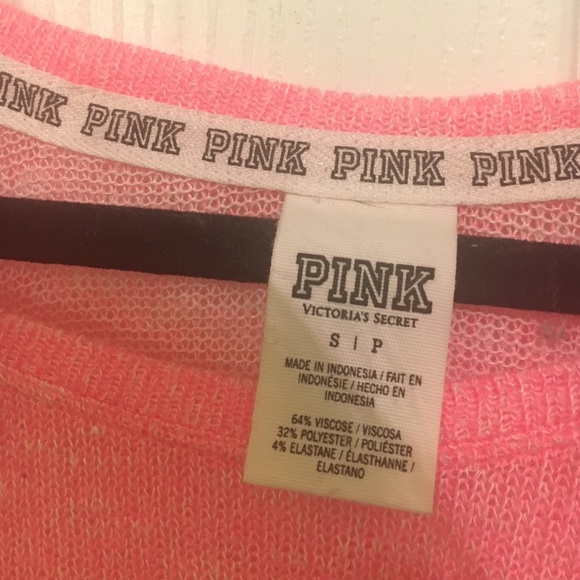 INK PINK PINK PINK PINK
PINK
VICTORIA'S SECRET
S | P
MADE IN INDONESIA / FAIT EN
INDONÉSIE / HECHO EN
INDONESIA
64% VISCOSE / VISCOSA
32% POLYESTER / POLIÉSTER
4% ELASTANE / ÉLASTHANNE /
ELASTANO